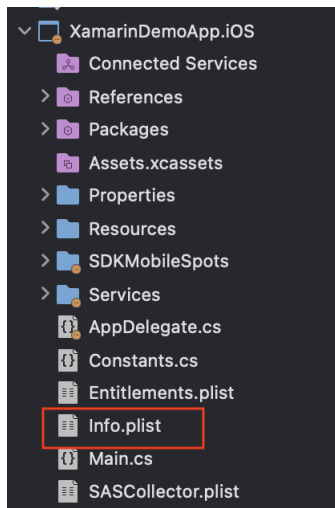 XamarinDemoApp.iOS
Connected Services
References
Packages
Assets.xcassets
Properties
Resources
SDKMobileSpots
Services
AppDelegate.cs
Constants.cs
Entitlements.plist
Info.plist
Main.cs
SASCollector.plist